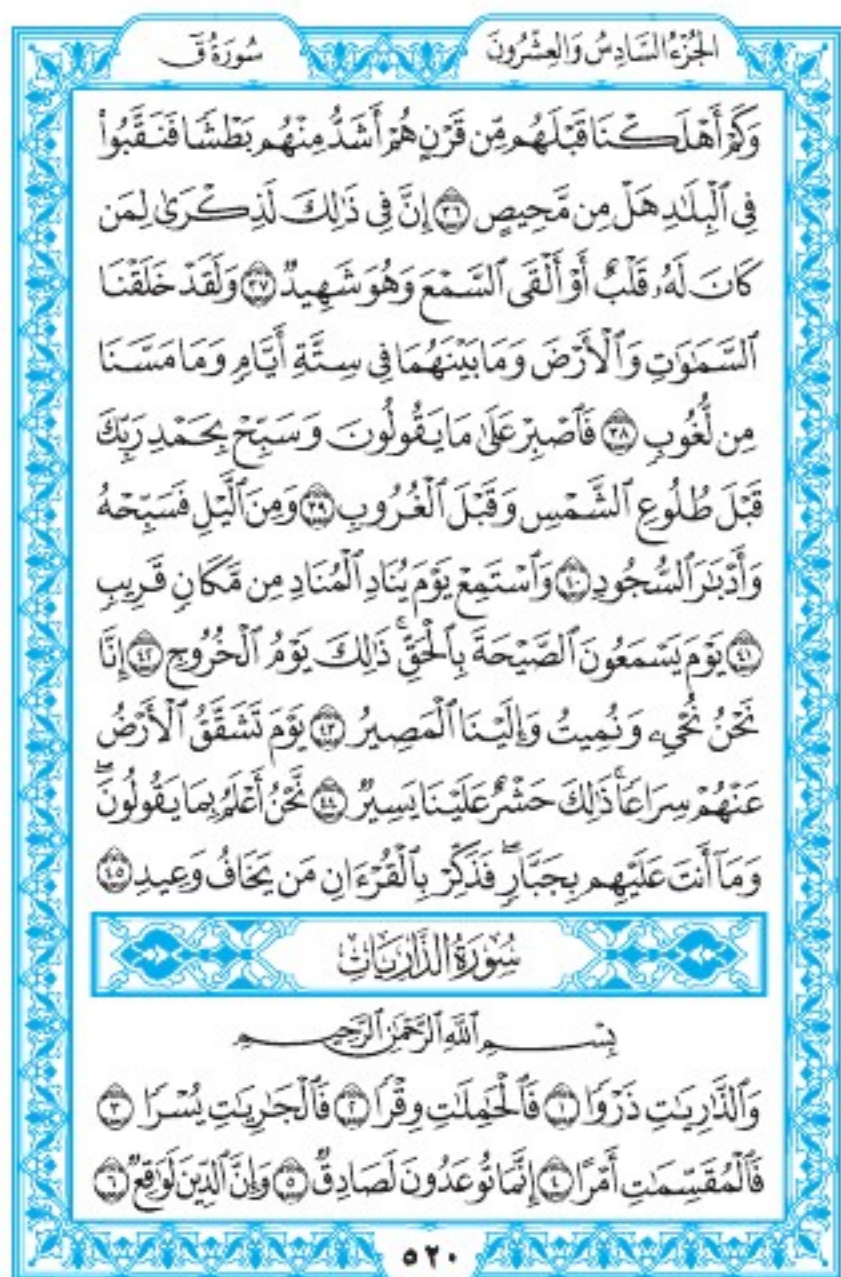 الجُزْءُ السَّادِسُ وَالعِشْرُونَ
سُورَةُ قٓ
وَكَمْ أَهْلَكْنَا قَبْلَهُم مِّن قَرْنٍ هُمْ أَشَدُّ مِنْهُم بَطْشًا فَنَقَّبُوا۟
فِى ٱلْبِلَٰدِ هَلْ مِن مَّحِيصٍ ٣٦ إِنَّ فِى ذَٰلِكَ لَذِكْرَىٰ لِمَن
كَانَ لَهُۥ قَلْبٌ أَوْ أَلْقَى ٱلسَّمْعَ وَهُوَ شَهِيدٌ ٣٧ وَلَقَدْ خَلَقْنَا
ٱلسَّمَٰوَٰتِ وَٱلْأَرْضَ وَمَا بَيْنَهُمَا فِى سِتَّةِ أَيَّامٍ وَمَا مَسَّنَا
مِن لُّغُوبٍ ٣٨ فَٱصْبِرْ عَلَىٰ مَا يَقُولُونَ وَسَبِّحْ بِحَمْدِ رَبِّكَ
قَبْلَ طُلُوعِ ٱلشَّمْسِ وَقَبْلَ ٱلْغُرُوبِ ٣٩ وَمِنَ ٱلَّيْلِ فَسَبِّحْهُ
وَأَدْبَٰرَ ٱلسُّجُودِ ٤٠ وَٱسْتَمِعْ يَوْمَ يُنَادِ ٱلْمُنَادِ مِن مَّكَانٍ قَرِيبٍ
٤١ يَوْمَ يَسْمَعُونَ ٱلصَّيْحَةَ بِٱلْحَقِّ ۚ ذَٰلِكَ يَوْمُ ٱلْخُرُوجِ ٤٢ إِنَّا
نَحْنُ نُحْىِۦ وَنُمِيتُ وَإِلَيْنَا ٱلْمَصِيرُ ٤٣ يَوْمَ تَشَقَّقُ ٱلْأَرْضُ
عَنْهُمْ سِرَاعًا ۚ ذَٰلِكَ حَشْرٌ عَلَيْنَا يَسِيرٌ ٤٤ نَّحْنُ أَعْلَمُ بِمَا يَقُولُونَ ۖ
وَمَآ أَنتَ عَلَيْهِم بِجَبَّارٍ ۖ فَذَكِّرْ بِٱلْقُرْءَانِ مَن يَخَافُ وَعِيدِ ٤٥
سُورَةُ الذَّارِيَاتِ
بِسْمِ ٱللَّهِ ٱلرَّحْمَٰنِ ٱلرَّحِيمِ
وَٱلذَّٰرِيَٰتِ ذَرْوًا ١ فَٱلْحَٰمِلَٰتِ وِقْرًا ٢ فَٱلْجَٰرِيَٰتِ يُسْرًا ٣
فَٱلْمُقَسِّمَٰتِ أَمْرًا ٤ إِنَّمَا تُوعَدُونَ لَصَادِقٌ ٥ وَإِنَّ ٱلدِّينَ لَوَٰقِعٌ ٦
٥٢٠